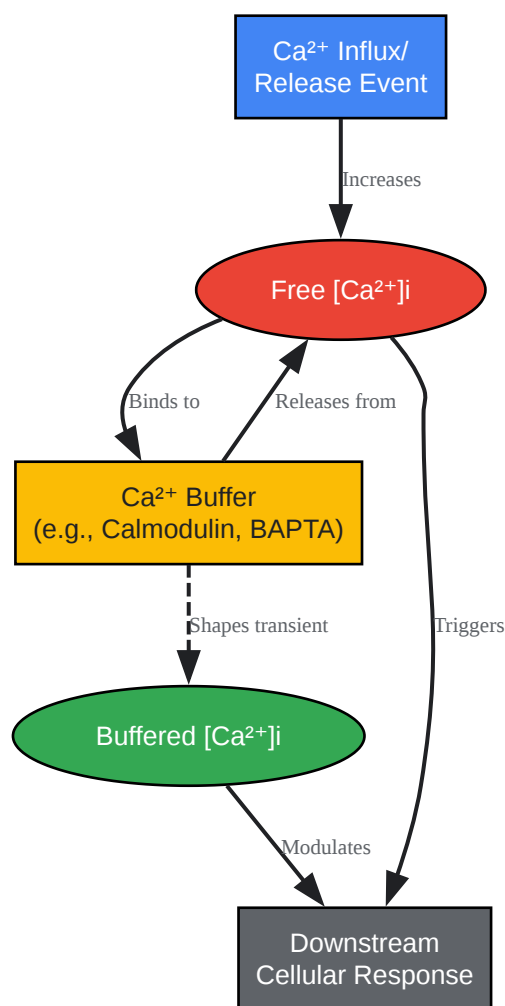 Ca²⁺ Influx/
Release Event
Increases
Free [Ca²⁺]i
Binds to
Releases from
Ca²⁺ Buffer
(e.g., Calmodulin, BAPTA)
Shapes transient
Triggers
Buffered [Ca²⁺]i
Modulates
Downstream
Cellular Response